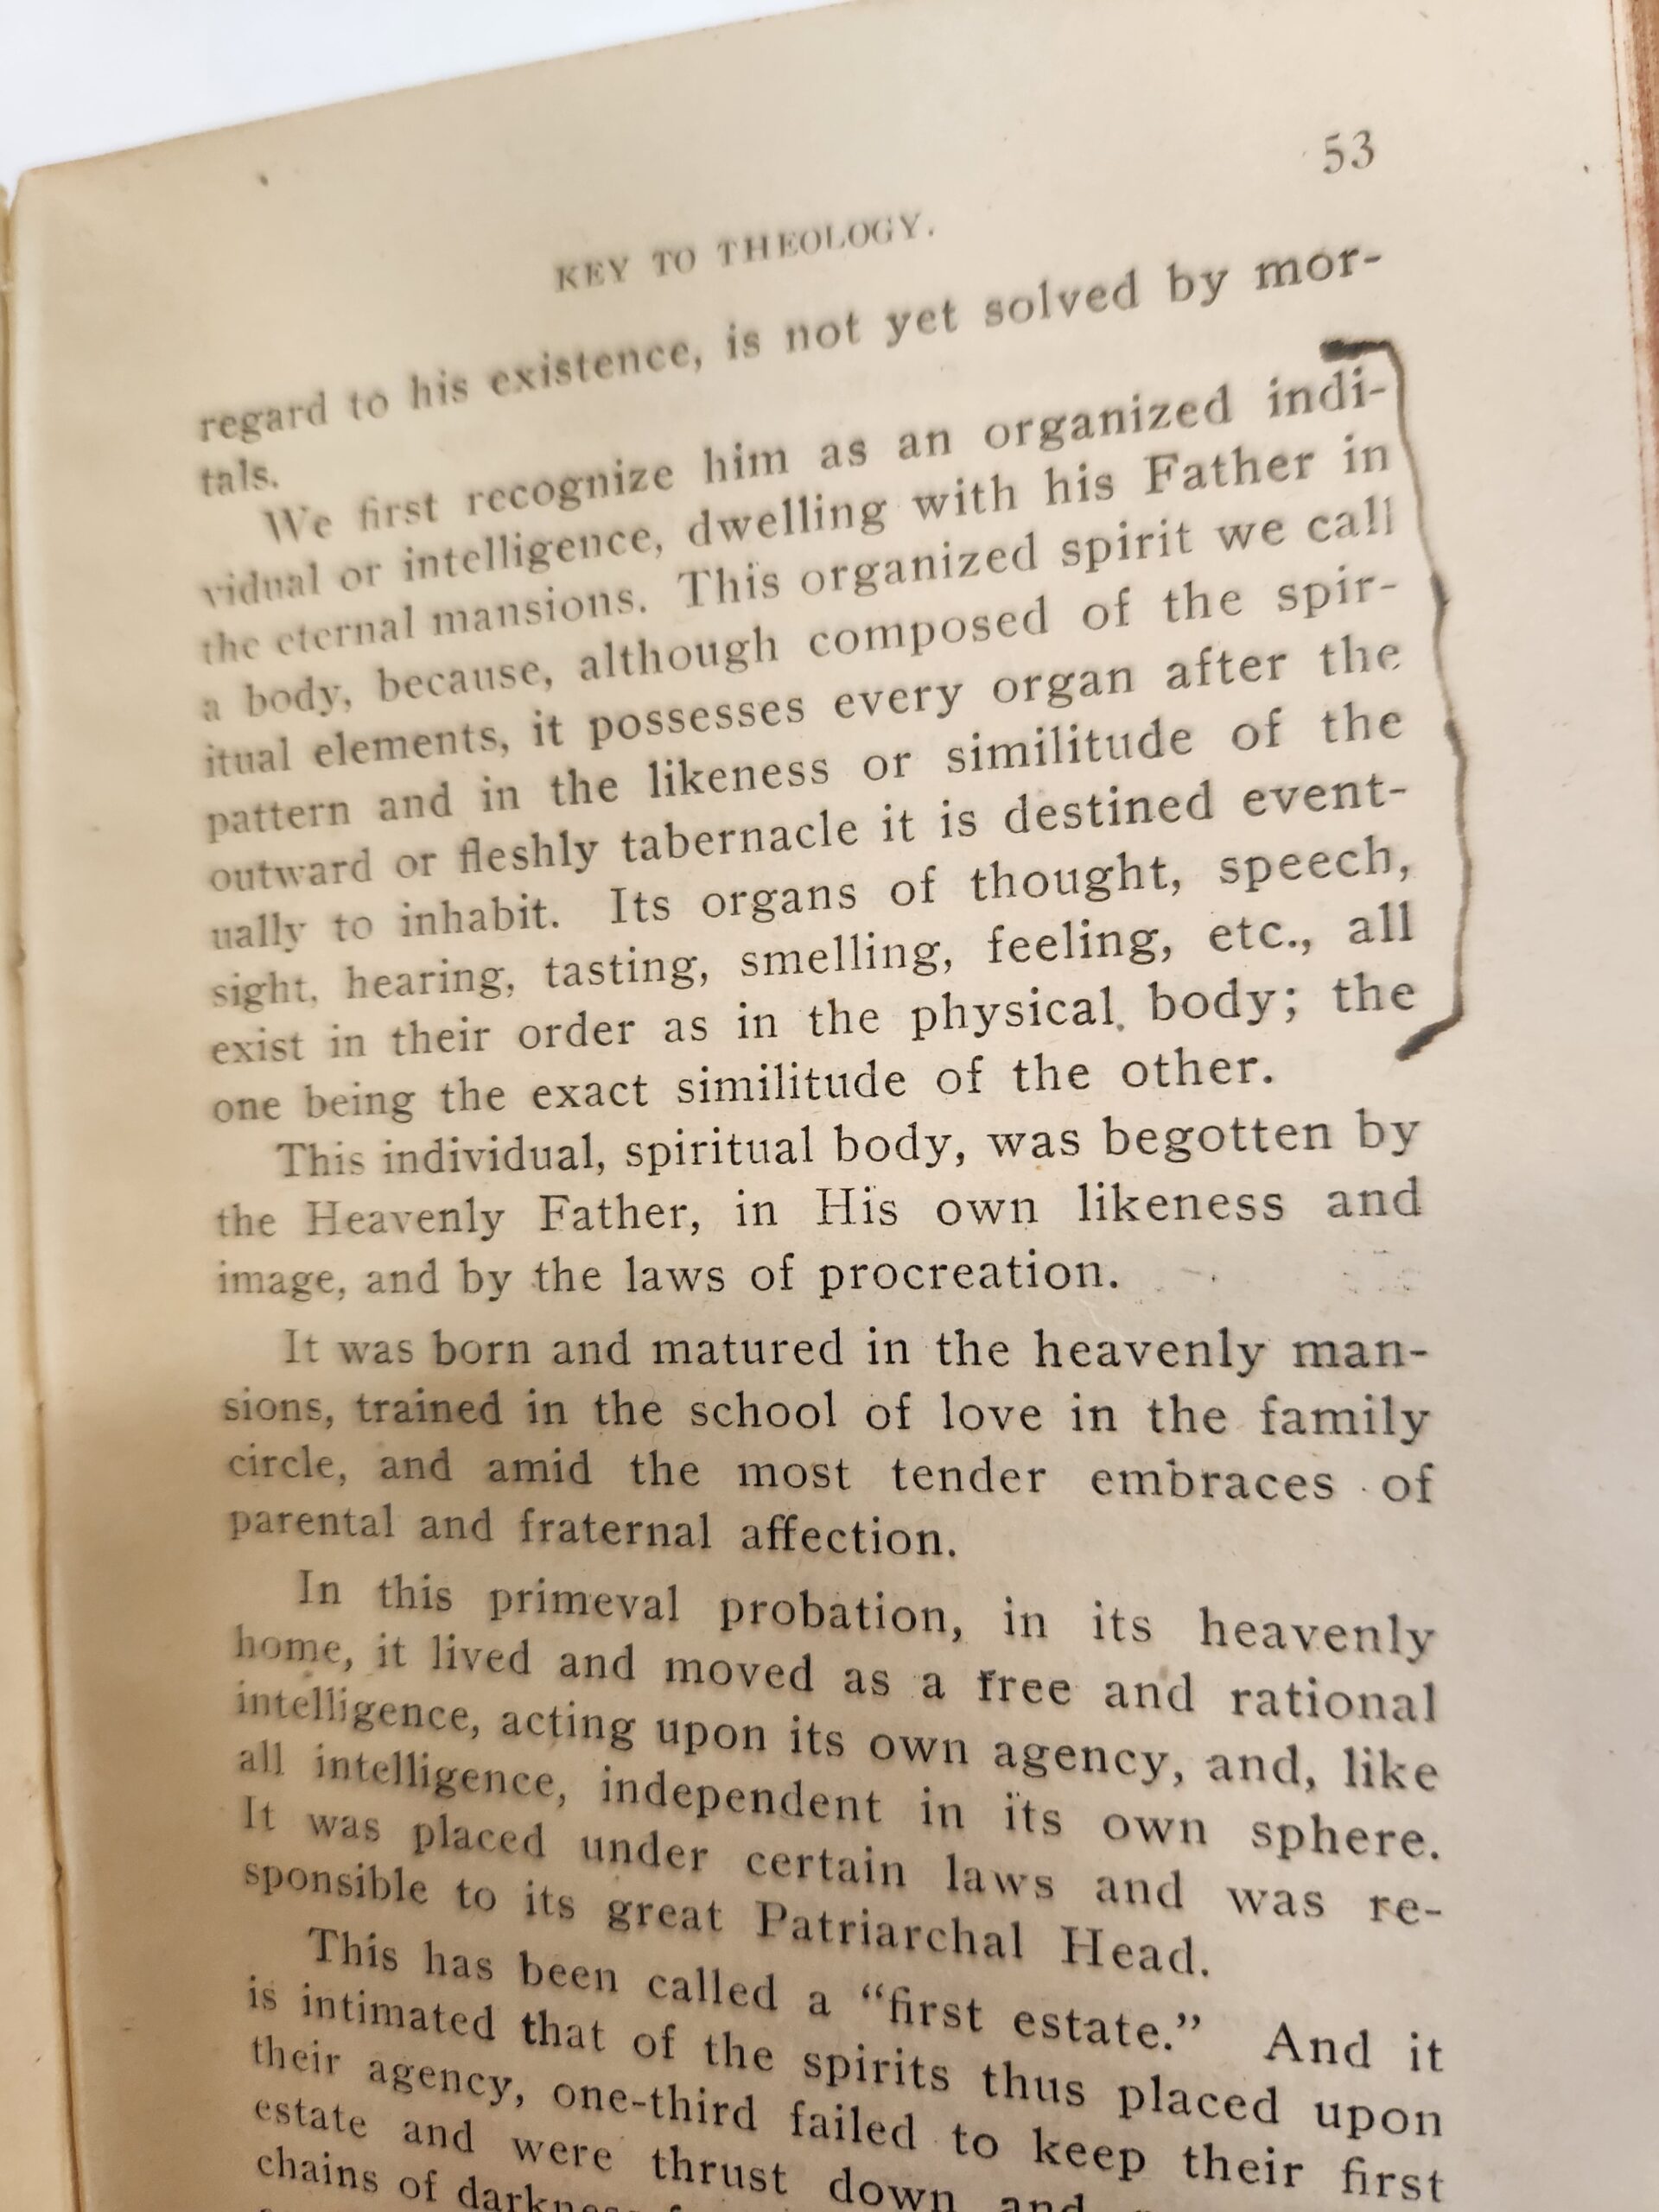 53
KEY TO THEOLOGY.
regard to his existence, is not yet solved by mor-
tals.
We first recognize him as an organized indi-
vidual or intelligence, dwelling with his Father in
the eternal mansions. This organized spirit we call
a body, because, although composed of the spir-
itual elements, it possesses every organ after the
pattern and in the likeness or similitude of the
outward or fleshly tabernacle it is destined event-
ually to inhabit. Its organs of thought, speech,
sight, hearing, tasting, smelling, feeling, etc., all
exist in their order as in the physical body; the
one being the exact similitude of the other.
This individual, spiritual body, was begotten by
the Heavenly Father, in His own likeness and
image, and by the laws of procreation.
It was born and matured in the heavenly man-
sions, trained in the school of love in the family
circle, and amid the most tender embraces of
parental and fraternal affection.
In this primeval probation, in its heavenly
home, it lived and moved as a free and rational
intelligence, acting upon its own agency, and, like
all intelligence, independent in its own sphere.
It was placed under certain laws and was re-
sponsible to its great Patriarchal Head.
This has been called a “first estate.” And it
is intimated that of the spirits thus placed upon
their agency, one-third failed to keep their first
estate and were thrust down and
chains of